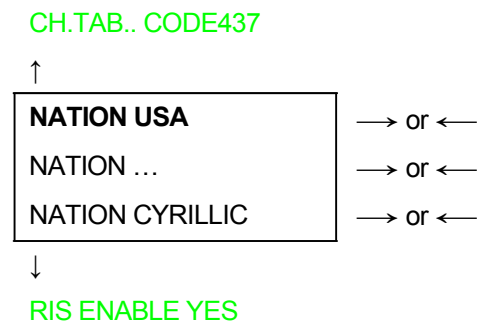 CH.TAB.. CODE437
↑
NATION USA → or ←
NATION … → or ←
NATION CYRILLIC → or ←
↓
RIS ENABLE YES